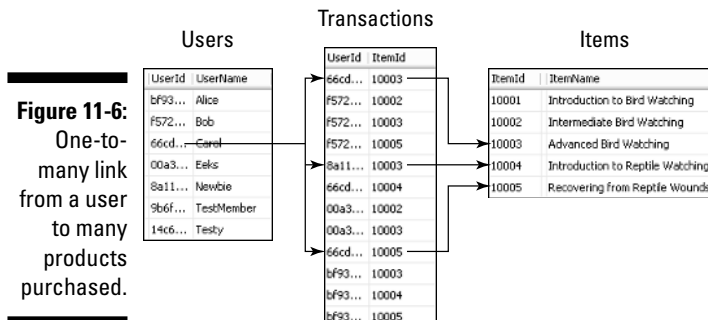 Figure 11-6:
One-to-
many link
from a user
to many
products
purchased.
Users
UserId UserName
bf93... Alice
f572... Bob
66cd... Carol
00a3... Eeks
8a11... Newbie
9b6f... TestMember
14c6... Testy
Transactions
UserId ItemId
66cd... 10003
f572... 10002
f572... 10003
f572... 10005
8a11... 10003
66cd... 10004
00a3... 10002
00a3... 10003
66cd... 10005
bf93... 10003
bf93... 10004
bf93... 10005
Items
ItemId ItemName
10001 Introduction to Bird Watching
10002 Intermediate Bird Watching
10003 Advanced Bird Watching
10004 Introduction to Reptile Watching
10005 Recovering from Reptile Wounds